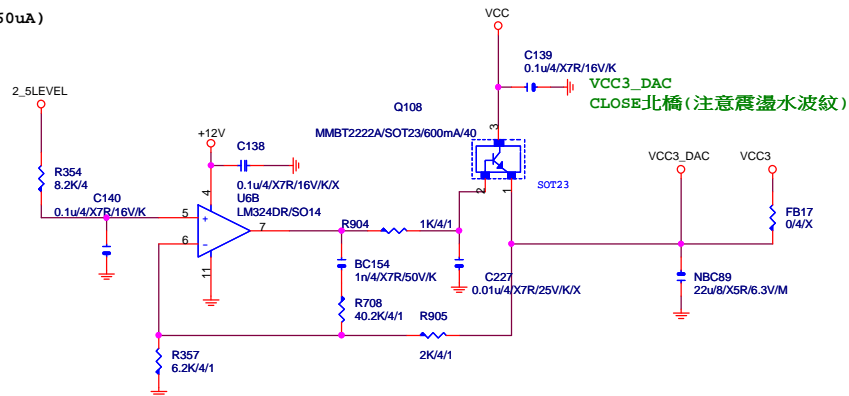 50uA)
VCC
C139
0.1u/4/X7R/16V/K
VCC3_DAC
CLOSE北橋(注意震盪水波紋)
2_5LEVEL
Q108
MMBT2222A/SOT23/600mA/40
3
+12V
C138
0.1u/4/X7R/16V/K/X
VCC3_DAC
VCC3
R354
8.2K/4
SOT23
2
1
C140
0.1u/4/X7R/16V/K
U6B
LM324DR/SO14
4
5
+
6
-
7
11
R904
1K/4/1
FB17
0/4/X
BC154
1n/4/X7R/50V/K
C227
0.01u/4/X7R/25V/K/X
NBC89
22u/8/X5R/6.3V/M
R708
40.2K/4/1
R905
2K/4/1
R357
6.2K/4/1